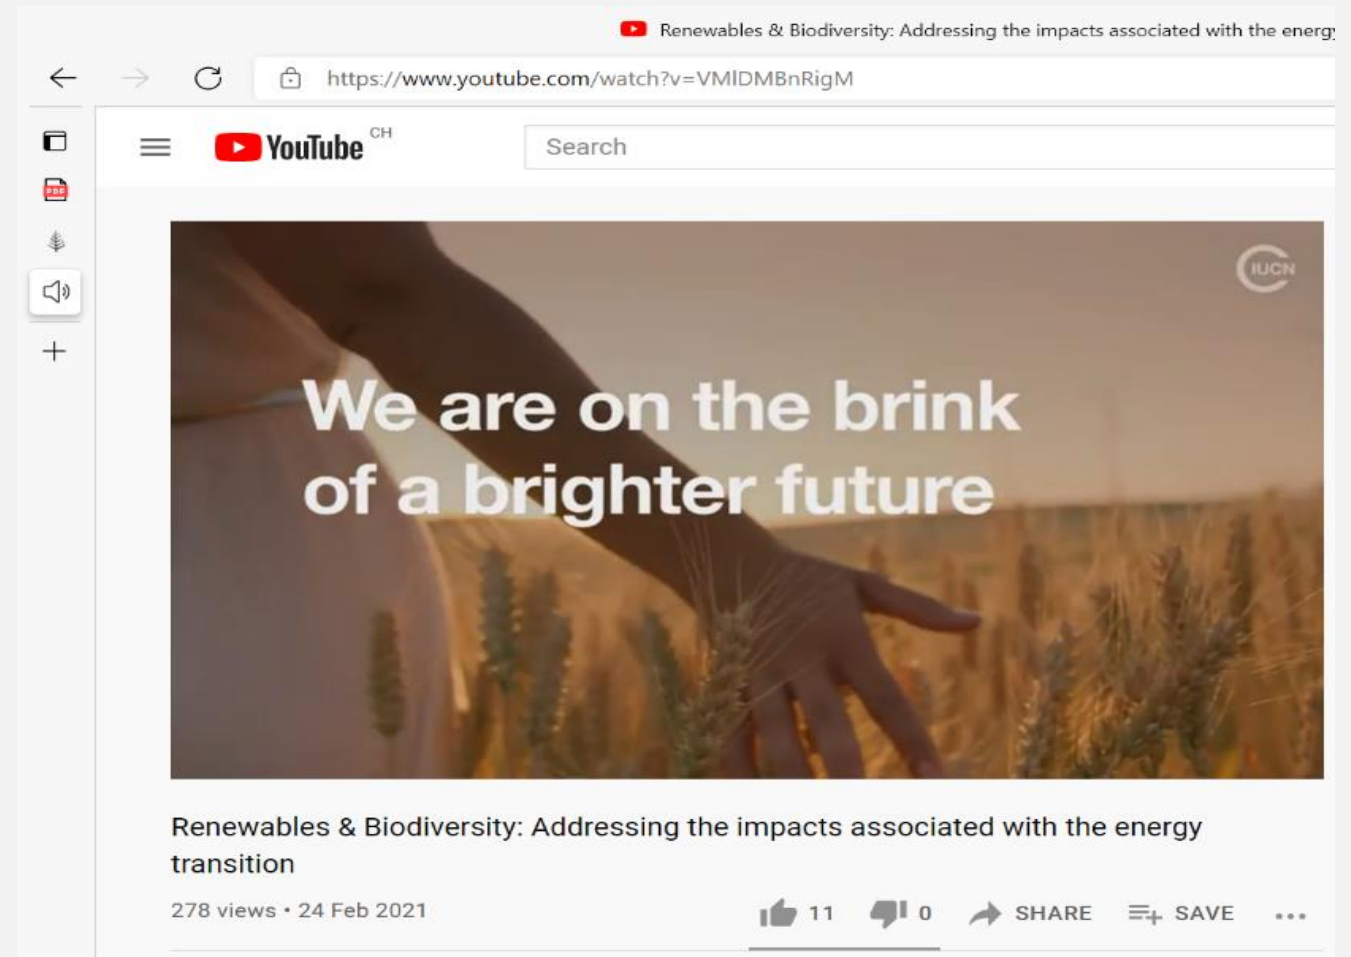 Renewables & Biodiversity: Addressing the impacts associated with the energy
https://www.youtube.com/watch?v=VMlDMBnRigM
YouTube CH
Search
PDF
IUCN
We are on the brink
of a brighter future
Renewables & Biodiversity: Addressing the impacts associated with the energy
transition
278 views • 24 Feb 2021
11 0 SHARE SAVE ...